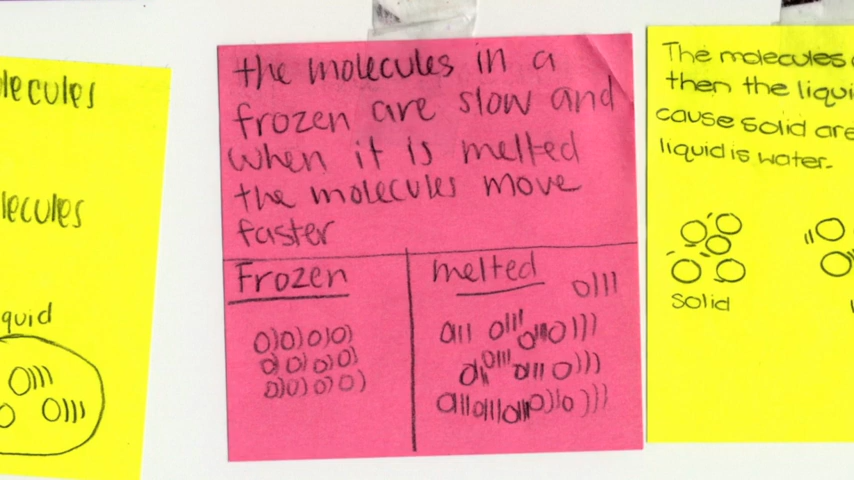 lecules
lecules
quid
the molecules in a
frozen are slow and
when it is melted
the molecules move
faster
Frozen
melted
The molecules
then the liqui
cause solid are
liquid is water.
solid